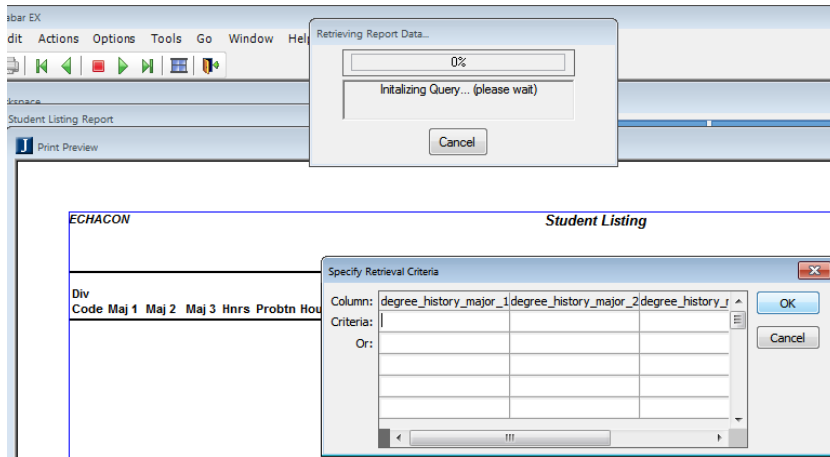 abar EX
dit Actions Options Tools Go Window Help
Retrieving Report Data...
0%
Initalizing Query... (please wait)
Cancel
Student Listing Report
J Print Preview
ECHACON
Student Listing
Div
Code Maj 1 Maj 2 Maj 3 Hnrs Probtn Hou
Specify Retrieval Criteria
Column: degree_history_major_1 degree_history_major_2 degree_history_r
Criteria:
Or:
OK
Cancel